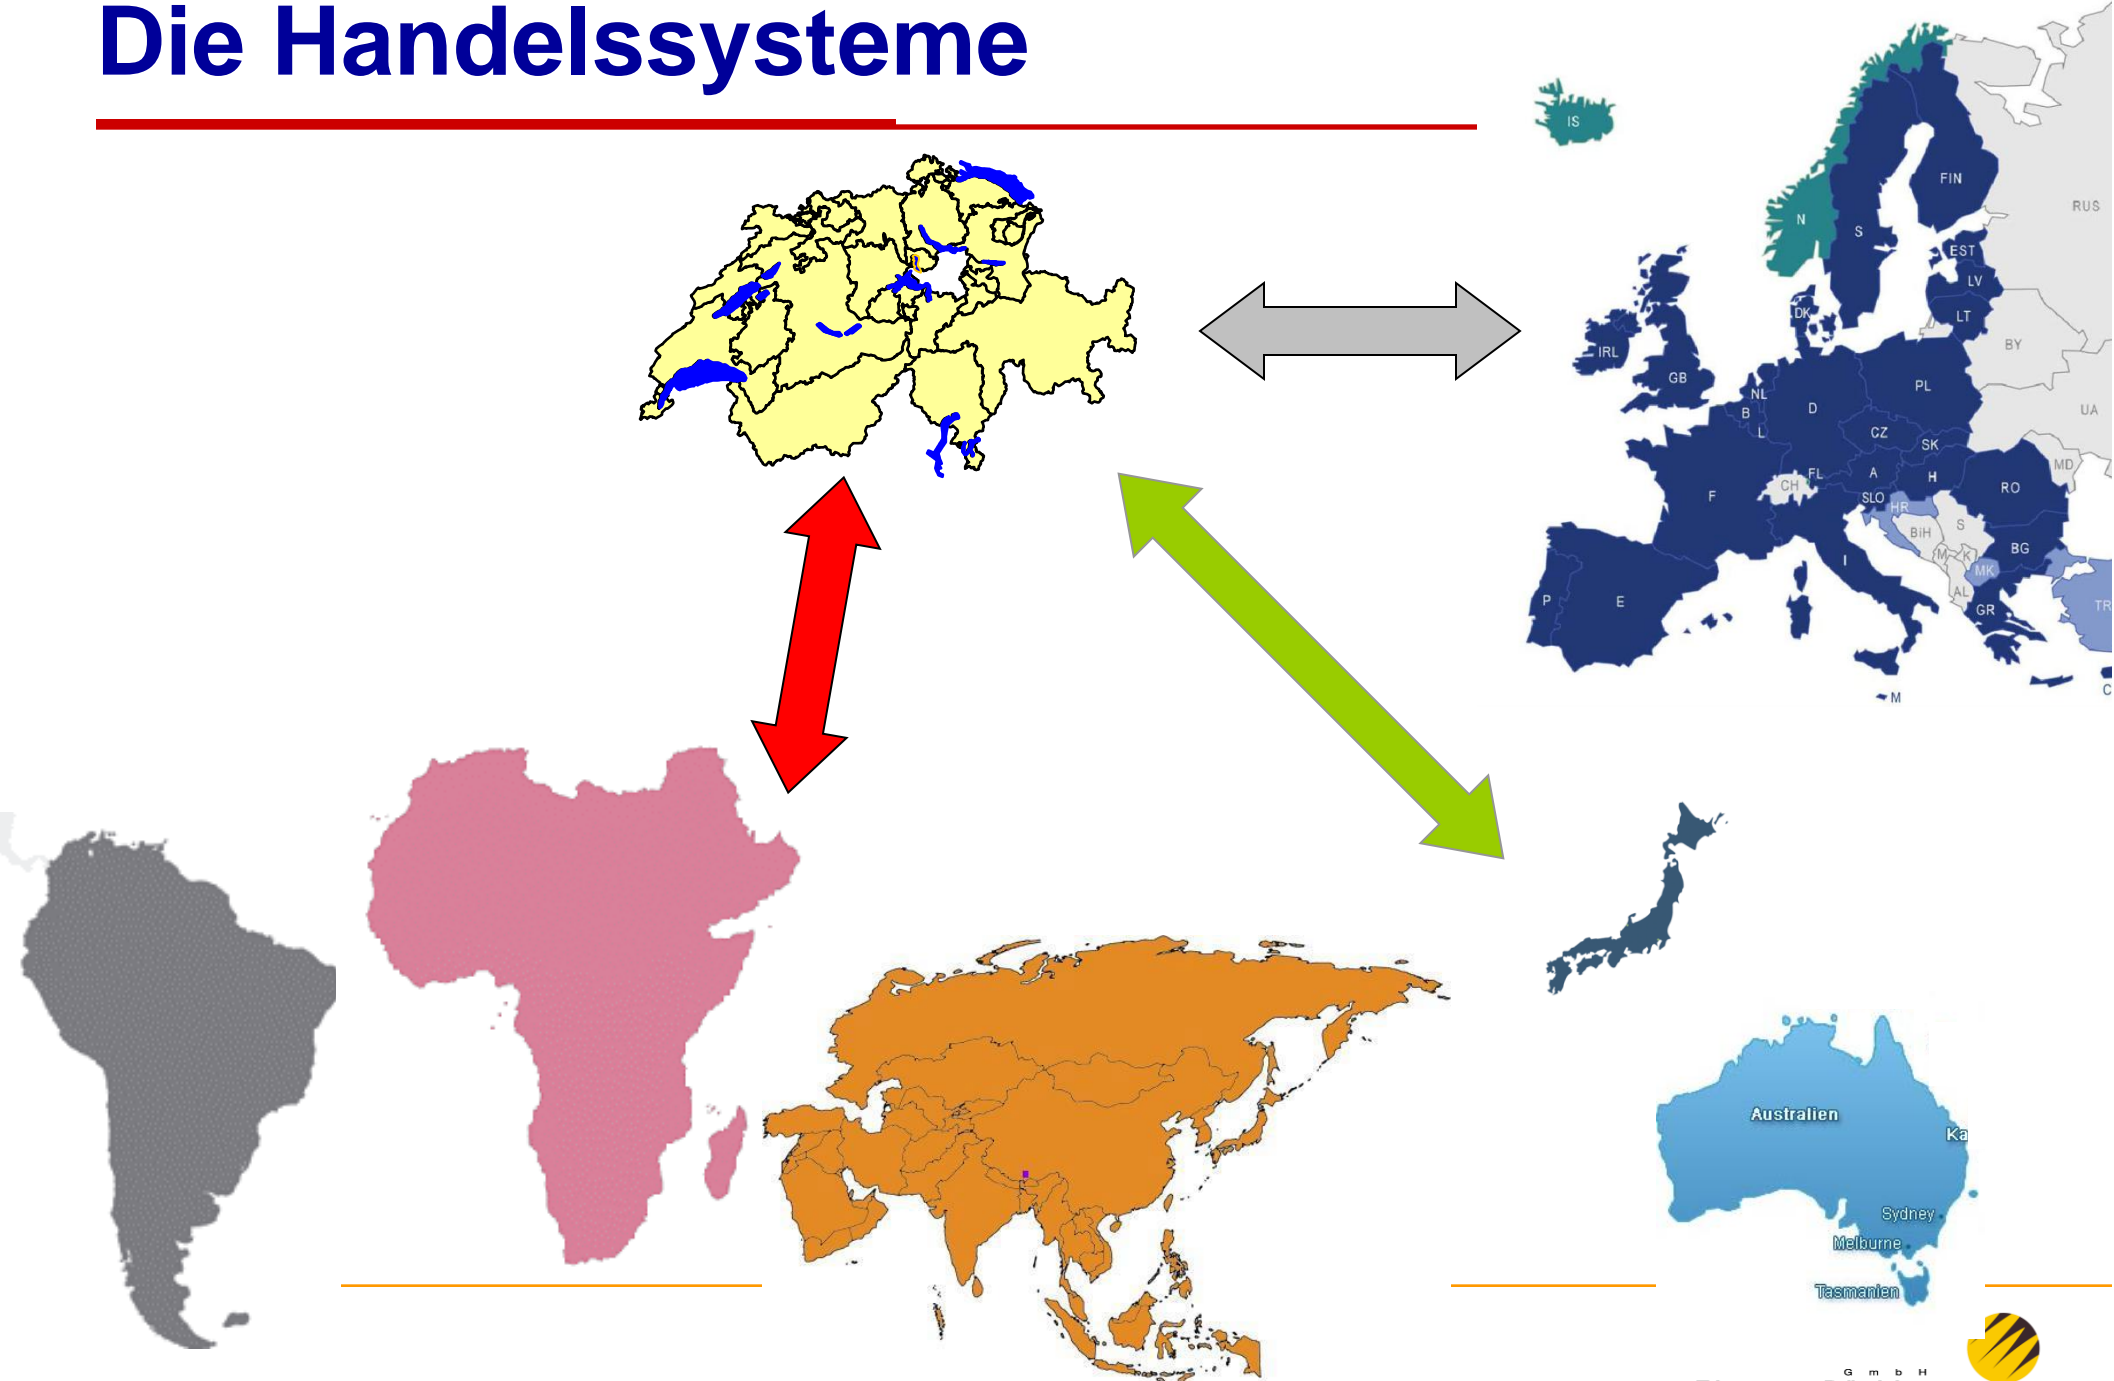 Die Handelssysteme
IS
FIN
RUS
N
S
EST
LV
DK
LT
IRL
BY
GB
PL
NL
B
D
UA
L
CZ
SK
MD
FL
A
H
CH
RO
F
SLO
HR
S
BiH
BG
M
K
I
MK
AL
P
E
TR
GR
M
C
Australien
Ka
Sydney
Melburne
Tasmanien
G m b H